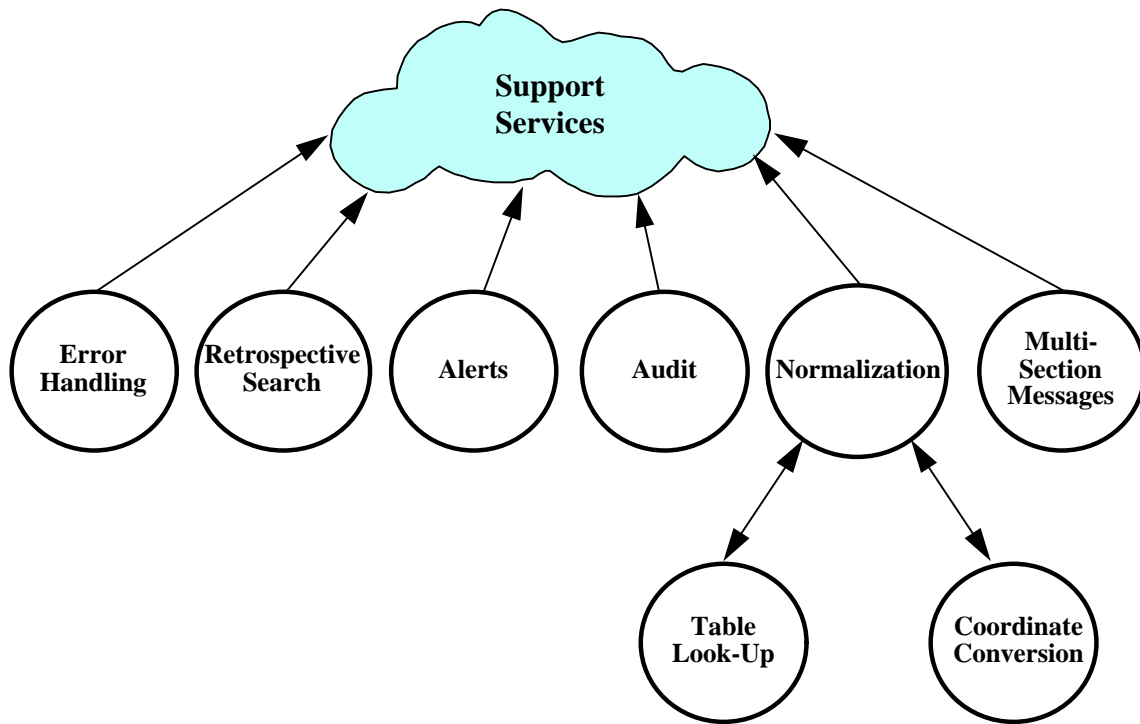 Support
Services
Error
Handling
Retrospective
Search
Alerts
Audit
Normalization
Multi-
Section
Messages
Table
Look-Up
Coordinate
Conversion